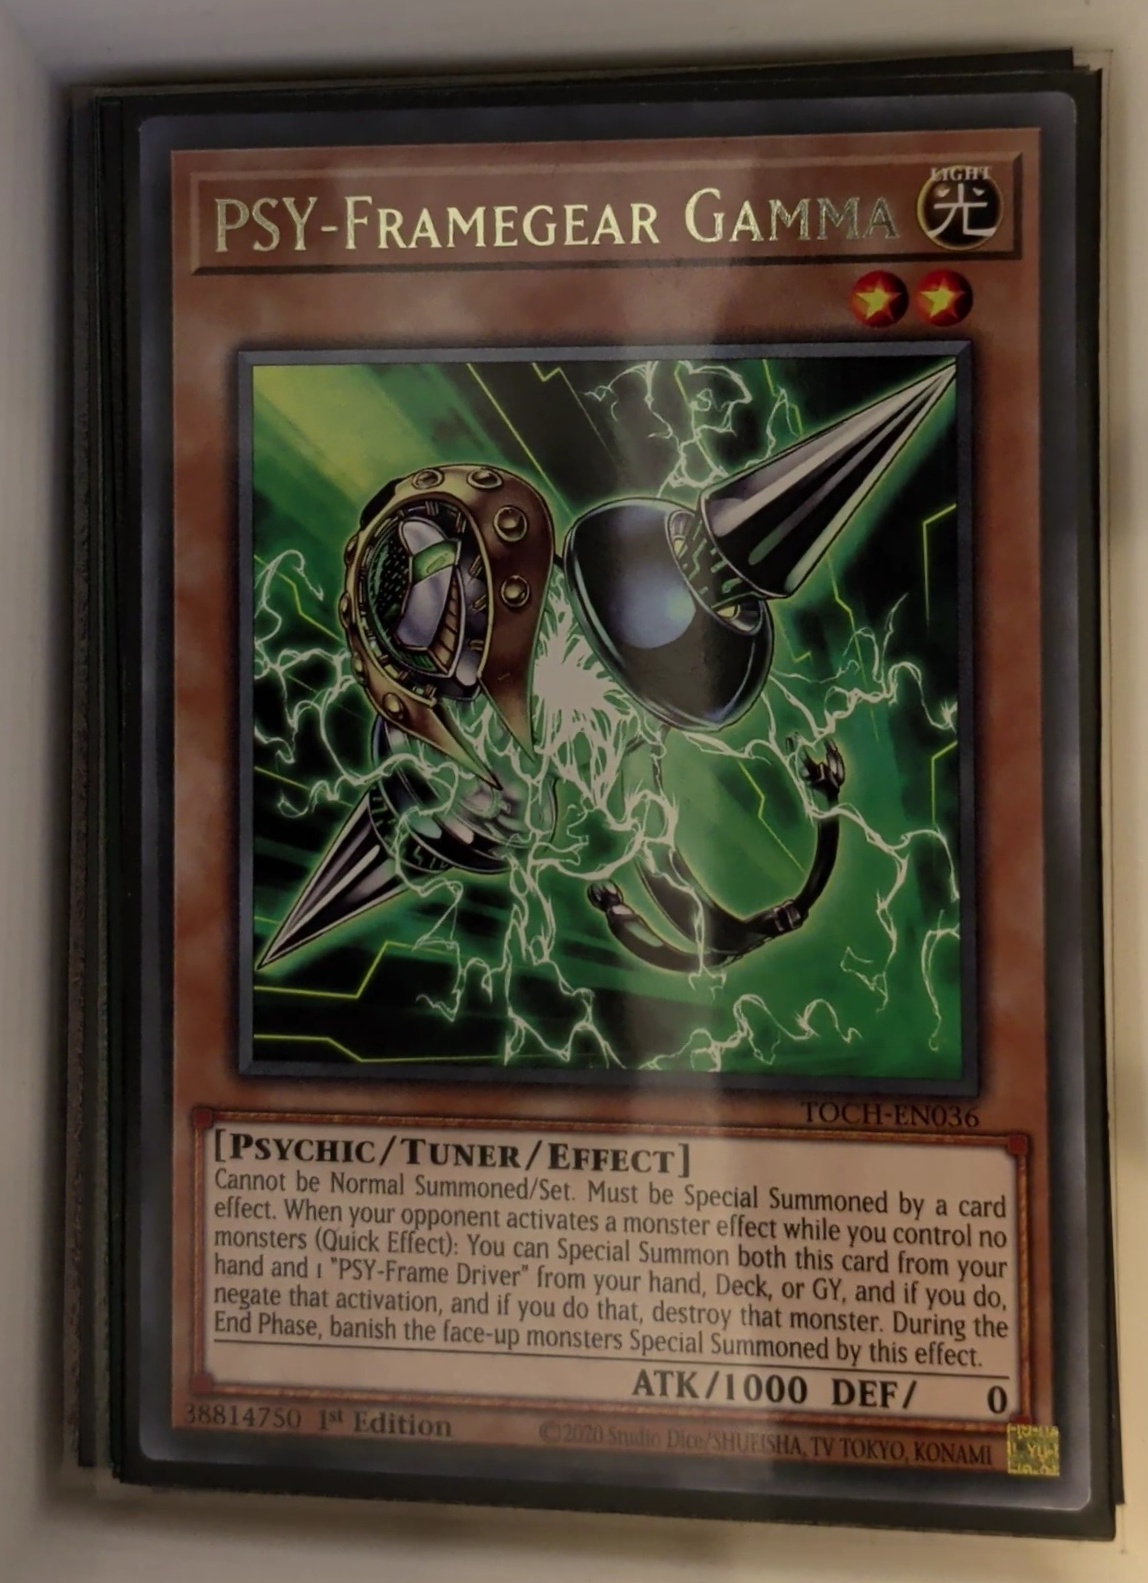 PSY-Framegear Gamma
LIGHT
光
TOCH-EN036
[Psychic/Tuner/Effect]
Cannot be Normal Summoned/Set. Must be Special Summoned by a card
effect. When your opponent activates a monster effect while you control no
monsters (Quick Effect): You can Special Summon both this card from your
hand and 1 "PSY-Frame Driver" from your hand, Deck, or GY, and if you do,
negate that activation, and if you do that, destroy that monster. During the
End Phase, banish the face-up monsters Special Summoned by this effect.
ATK/1000 DEF/ 0
38814750 1st Edition
©2020 Studio Dice/SHUEISHA, TV TOKYO, KONAMI